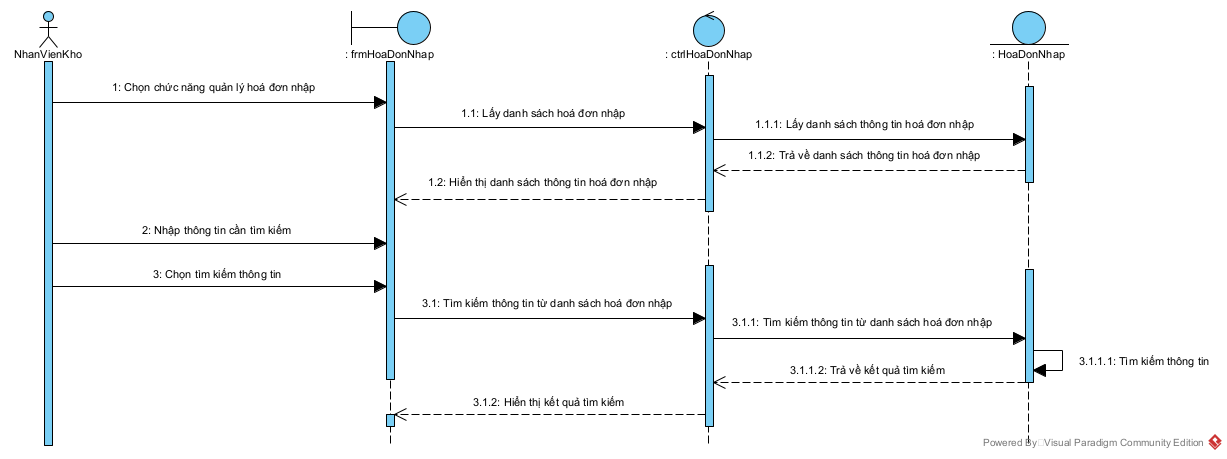 NhanVienKho
: frmHoaDonNhap
: ctrlHoaDonNhap
: HoaDonNhap
1: Chọn chức năng quản lý hoá đơn nhập
1.1: Lấy danh sách hoá đơn nhập
1.1.1: Lấy danh sách thông tin hoá đơn nhập
1.1.2: Trả về danh sách thông tin hoá đơn nhập
1.2: Hiển thị danh sách thông tin hoá đơn nhập
2: Nhập thông tin cần tìm kiếm
3: Chọn tìm kiếm thông tin
3.1: Tìm kiếm thông tin từ danh sách hoá đơn nhập
3.1.1: Tìm kiếm thông tin từ danh sách hoá đơn nhập
3.1.1.1: Tìm kiếm thông tin
3.1.1.2: Trả về kết quả tìm kiếm
3.1.2: Hiển thị kết quả tìm kiếm
Powered By Visual Paradigm Community Edition